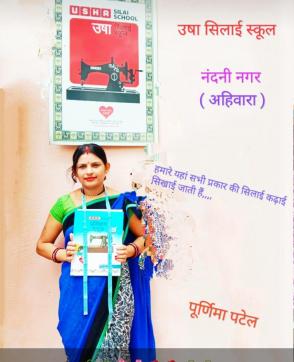 USHA
SILAI
SCHOOL
उषा
उषा सिलाई स्कूल
नंदनी नगर
( अहिवारा )
हमारे यहां सभी प्रकार की सिलाई कढ़ाई
सिखाई जाती हैं,,,,
पूर्णिमा पटेल